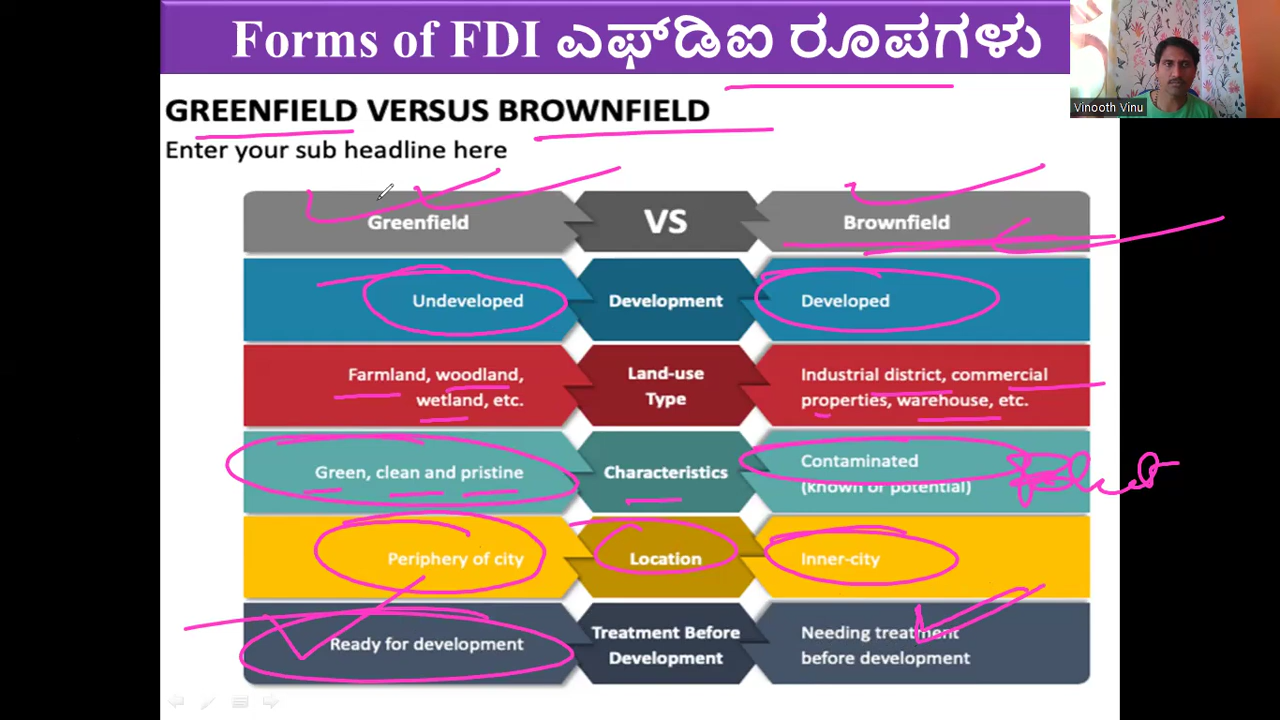 Forms of FDI ಎಫ್‌ಡಿಐ ರೂಪಗಳು
Vinooth Vinu
GREENFIELD VERSUS BROWNFIELD
Enter your sub headline here
Greenfield VS Brownfield
Undeveloped Development Developed
Farmland, woodland,
wetland, etc.
Land-use
Type
Industrial district, commercial
properties, warehouse, etc.
Green, clean and pristine
Characteristics
Contaminated
(known or potential)
Periphery of city Location Inner-city
Ready for development
Treatment Before
Development
Needing treatment
before development